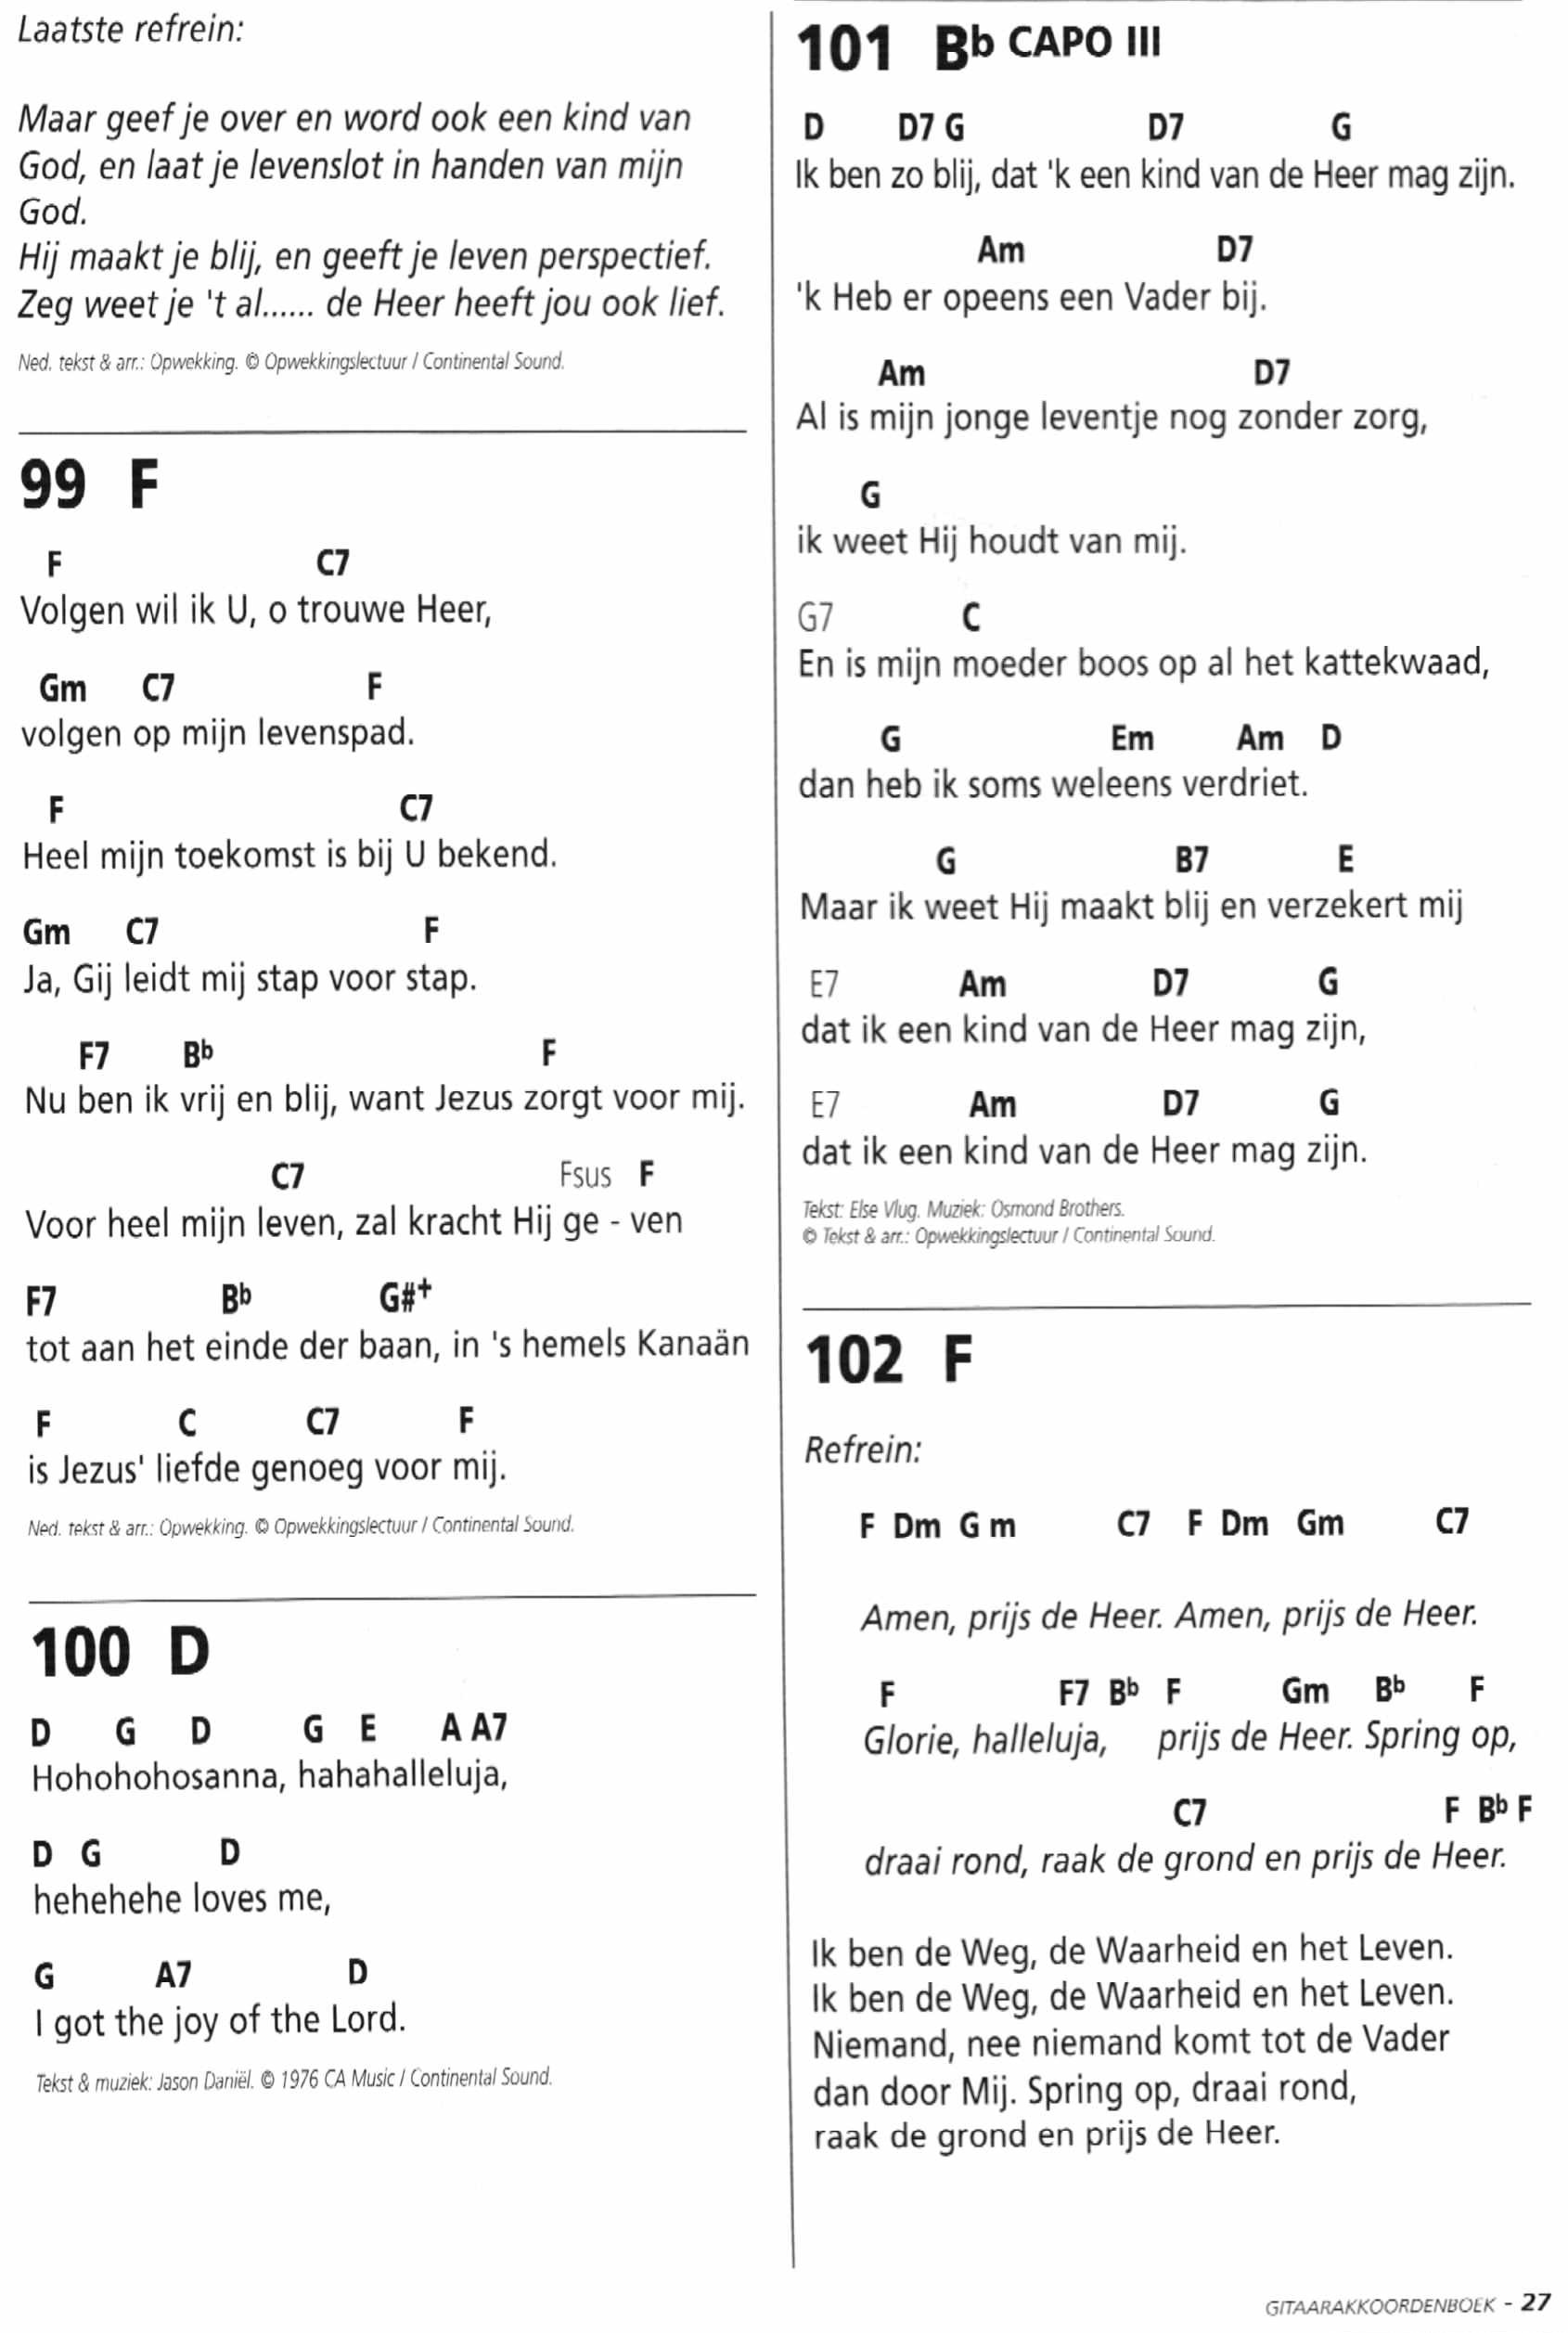 Laatste refrein:
Maar geef je over en word ook een kind van
God, en laat je levenslot in handen van mijn
God.
Hij maakt je blij, en geeft je leven perspectief.
Zeg weet je 't al...... de Heer heeft jou ook lief.
Ned. tekst & arr.: Opwekking. © Opwekkingslectuur / Continental Sound.
99 F
F C7
Volgen wil ik U, o trouwe Heer,
Gm C7 F
volgen op mijn levenspad.
F C7
Heel mijn toekomst is bij U bekend.
Gm C7 F
Ja, Gij leidt mij stap voor stap.
F7 Bb F
Nu ben ik vrij en blij, want Jezus zorgt voor mij.
C7 Fsus F
Voor heel mijn leven, zal kracht Hij ge - ven
F7 Bb G#+
tot aan het einde der baan, in 's hemels Kanaän
F C C7 F
is Jezus' liefde genoeg voor mij.
Ned. tekst & arr.: Opwekking. © Opwekkingslectuur / Continental Sound.
100 D
D G D G E A A7
Hohohohosanna, hahahalleluja,
D G D
hehehehe loves me,
G A7 D
I got the joy of the Lord.
Tekst & muziek: Jason Daniël. © 1976 CA Music / Continental Sound.
101 Bb CAPO III
D D7 G D7 G
Ik ben zo blij, dat 'k een kind van de Heer mag zijn.
Am D7
'k Heb er opeens een Vader bij.
Am D7
Al is mijn jonge leventje nog zonder zorg,
G
ik weet Hij houdt van mij.
G7 C
En is mijn moeder boos op al het kattekwaad,
G Em Am D
dan heb ik soms weleens verdriet.
G B7 E
Maar ik weet Hij maakt blij en verzekert mij
E7 Am D7 G
dat ik een kind van de Heer mag zijn,
E7 Am D7 G
dat ik een kind van de Heer mag zijn.
Tekst: Else Vlug. Muziek: Osmond Brothers.
© Tekst & arr.: Opwekkingslectuur / Continental Sound.
102 F
Refrein:
F Dm G m C7 F Dm Gm C7
Amen, prijs de Heer. Amen, prijs de Heer.
F F7 Bb F Gm Bb F
Glorie, halleluja, prijs de Heer. Spring op,
C7 F Bb F
draai rond, raak de grond en prijs de Heer.
Ik ben de Weg, de Waarheid en het Leven.
Ik ben de Weg, de Waarheid en het Leven.
Niemand, nee niemand komt tot de Vader
dan door Mij. Spring op, draai rond,
raak de grond en prijs de Heer.
GITAARAKKOORDENBOEK - 27